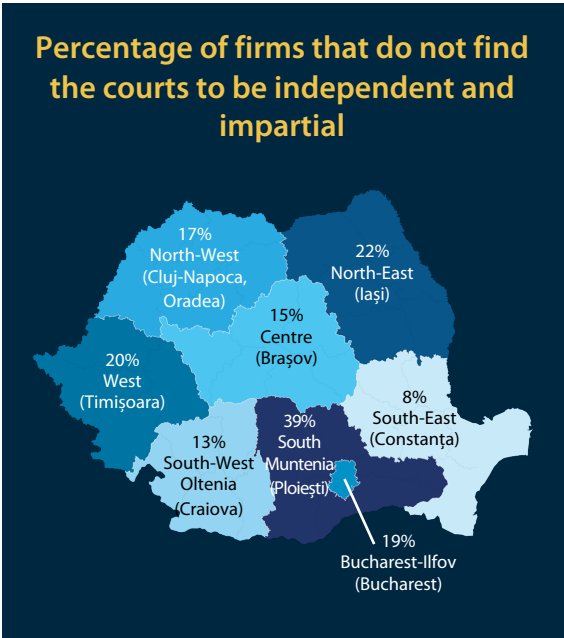 Percentage of firms that do not find
the courts to be independent and
impartial
17%
North-West
(Cluj-Napoca,
Oradea)
22%
North-East
(Iași)
15%
Centre
(Brașov)
20%
West
(Timișoara)
8%
South-East
(Constanța)
39%
South
Muntenia
(Ploiești)
13%
South-West
Oltenia
(Craiova)
19%
Bucharest-Ilfov
(Bucharest)